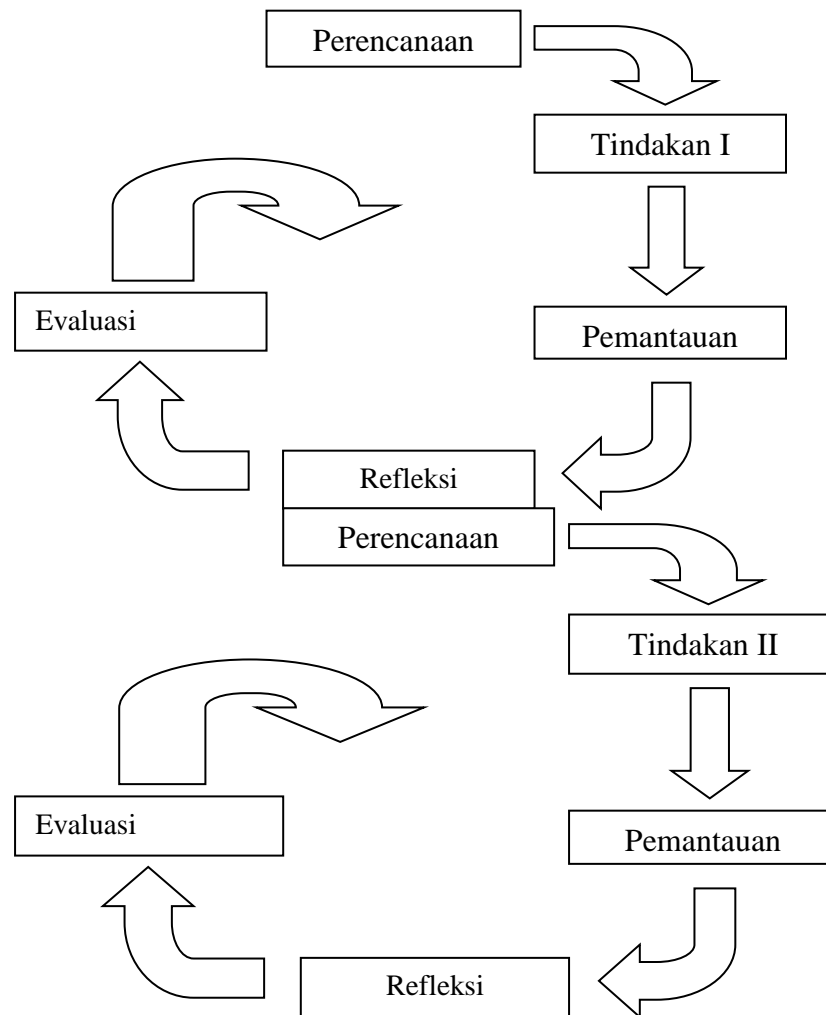 Perencanaan
Tindakan I
Evaluasi
Pemantauan
Refleksi
Perencanaan
Tindakan II
Evaluasi
Pemantauan
Refleksi